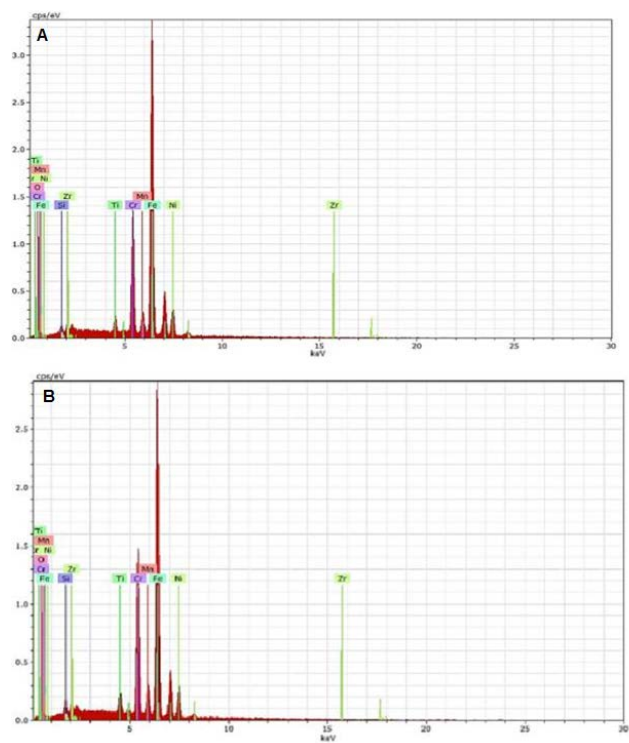 cps/eV
A
3.0
2.5
2.0
Ti
Mn
r Ni
O Zr
1.5
Cr Mn
Fe Si Ti Cr Fe Ni Zr
1.0
0.5
0.0
5 10 15 20 25 30
keV
cps/eV
B
2.5
2.0
Ti
Mn
1.5
r Ni
O Zr Mn
Cr
Fe Si Ti Cr Fe Ni Zr
1.0
0.5
0.0
5 10 15 20 25 30
keV